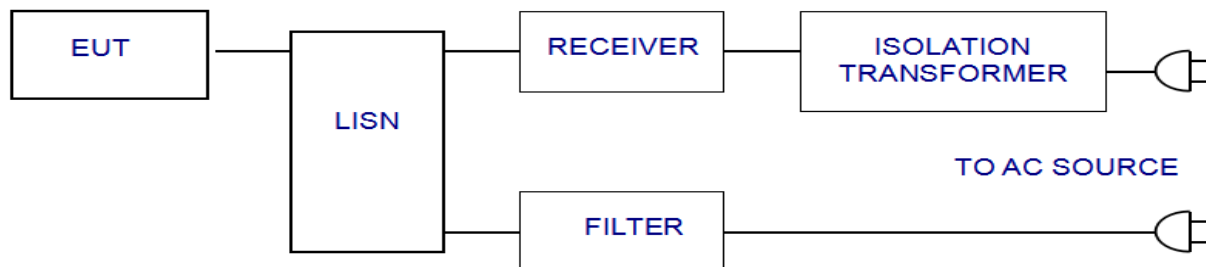 EUT
RECEIVER
ISOLATION
TRANSFORMER
LISN
TO AC SOURCE
FILTER